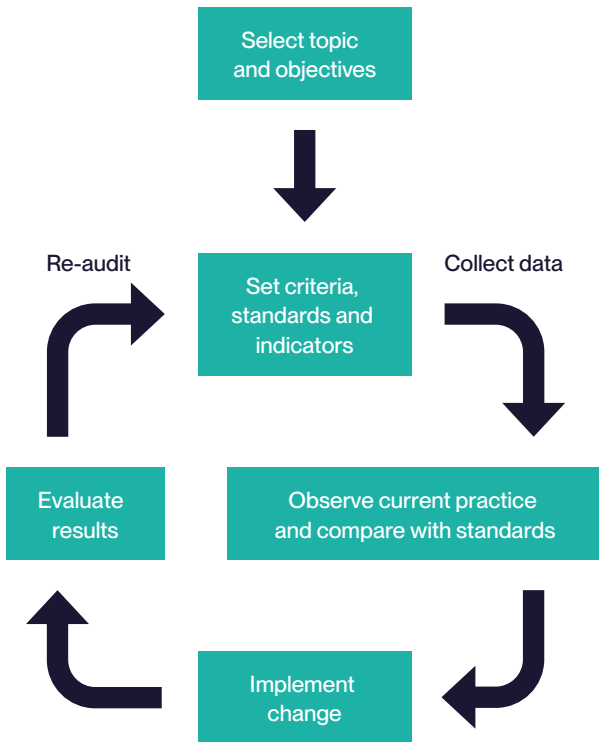 Select topic
and objectives
Re-audit
Collect data
Set criteria,
standards and
indicators
Evaluate
results
Observe current practice
and compare with standards
Implement
change